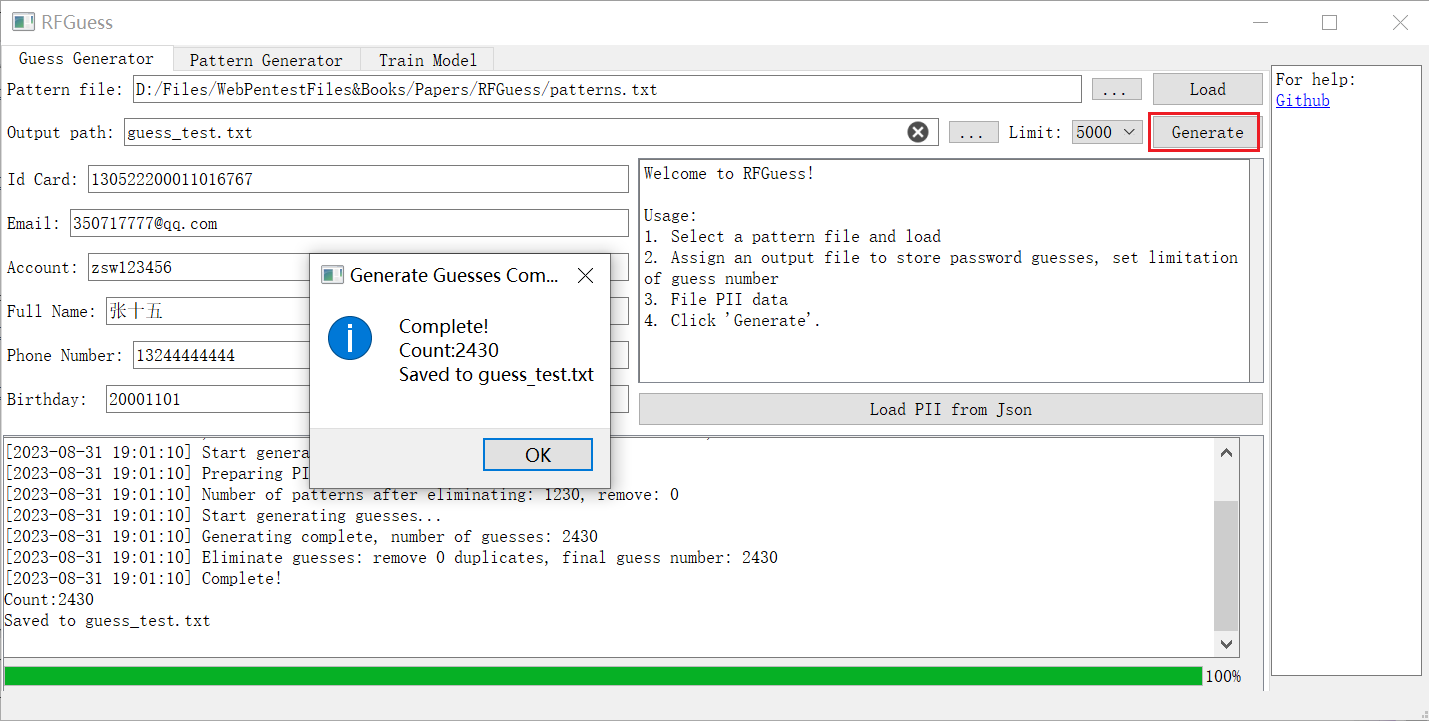 RFGuess
Guess Generator Pattern Generator Train Model
Pattern file: D:/Files/WebPentestFiles&Books/Papers/RFGuess/patterns.txt ... Load
Output path: guess_test.txt ... Limit: 5000 Generate
Id Card: 130522200011016767
Email: 350717777@qq.com
Account: zsw123456
Full Name: 张十五
Phone Number: 13244444444
Birthday: 20001101
Welcome to RFGuess!
Usage:
1. Select a pattern file and load
2. Assign an output file to store password guesses, set limitation
of guess number
3. File PII data
4. Click 'Generate'.
Load PII from Json
For help:
Github
Generate Guesses Com...
Complete!
Count:2430
Saved to guess_test.txt
OK
[2023-08-31 19:01:10] Start genera
[2023-08-31 19:01:10] Preparing PI
[2023-08-31 19:01:10] Number of patterns after eliminating: 1230, remove: 0
[2023-08-31 19:01:10] Start generating guesses...
[2023-08-31 19:01:10] Generating complete, number of guesses: 2430
[2023-08-31 19:01:10] Eliminate guesses: remove 0 duplicates, final guess number: 2430
[2023-08-31 19:01:10] Complete!
Count:2430
Saved to guess_test.txt
100%